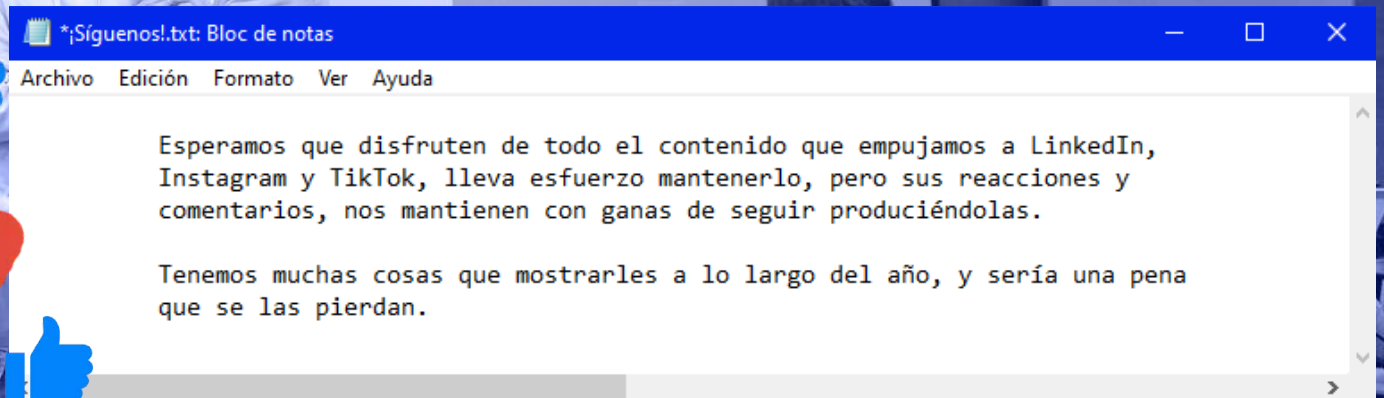 *¡Síguenos!.txt: Bloc de notas
Archivo Edición Formato Ver Ayuda
Esperamos que disfruten de todo el contenido que empujamos a LinkedIn,
Instagram y TikTok, lleva esfuerzo mantenerlo, pero sus reacciones y
comentarios, nos mantienen con ganas de seguir produciéndolas.
Tenemos muchas cosas que mostrarles a lo largo del año, y sería una pena
que se las pierdan.